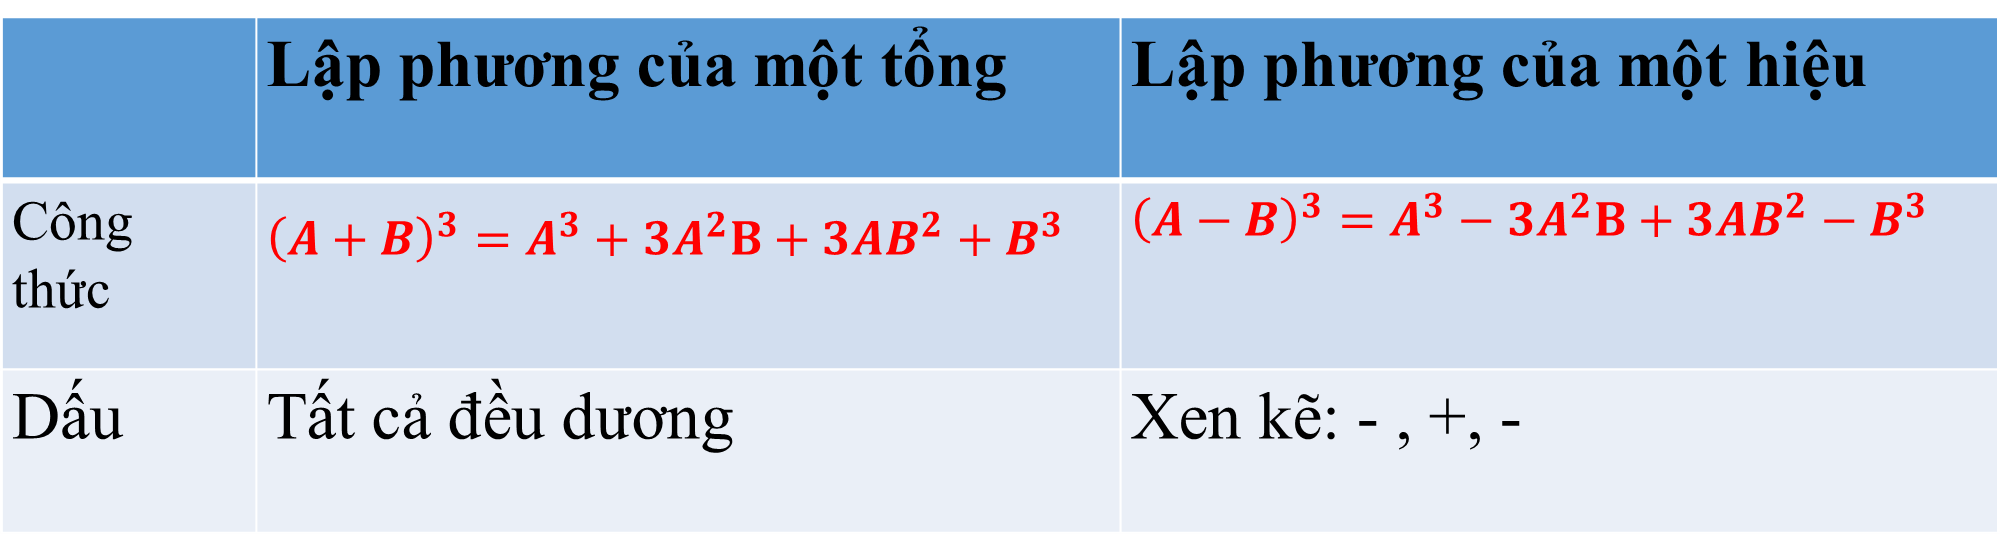 Lập phương của một tổng
Lập phương của một hiệu
Công
thức
(A + B)³ = A³ + 3A²B + 3AB² + B³
(A − B)³ = A³ − 3A²B + 3AB² − B³
Dấu
Tất cả đều dương
Xen kẽ: - , +, -